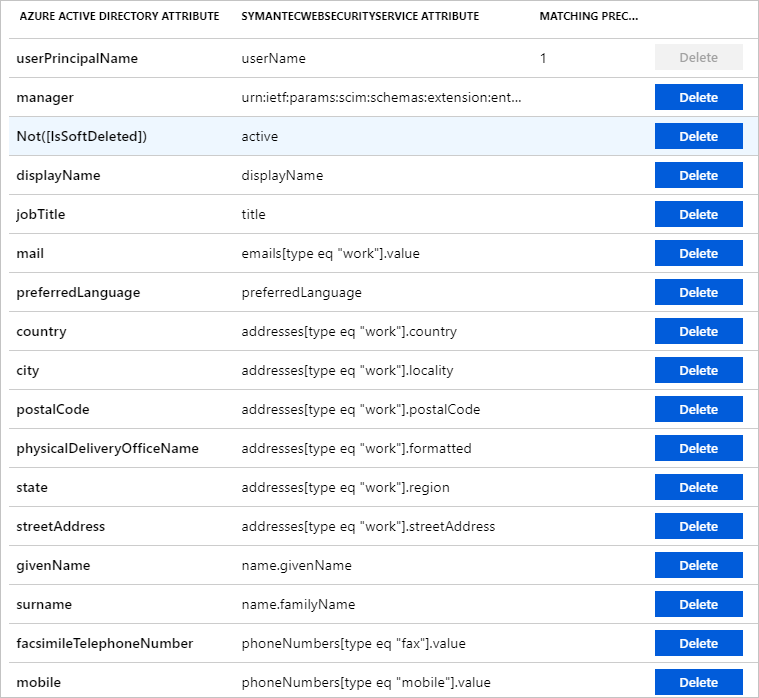 AZURE ACTIVE DIRECTORY ATTRIBUTE SYMANTECWEBSECURITYSERVICE ATTRIBUTE MATCHING PREC...
userPrincipalName userName 1 Delete
manager urn:ietf:params:scim:schemas:extension:ent... Delete
Not([IsSoftDeleted]) active Delete
displayName displayName Delete
jobTitle title Delete
mail emails[type eq "work"].value Delete
preferredLanguage preferredLanguage Delete
country addresses[type eq "work"].country Delete
city addresses[type eq "work"].locality Delete
postalCode addresses[type eq "work"].postalCode Delete
physicalDeliveryOfficeName addresses[type eq "work"].formatted Delete
state addresses[type eq "work"].region Delete
streetAddress addresses[type eq "work"].streetAddress Delete
givenName name.givenName Delete
surname name.familyName Delete
facsimileTelephoneNumber phoneNumbers[type eq "fax"].value Delete
mobile phoneNumbers[type eq "mobile"].value Delete